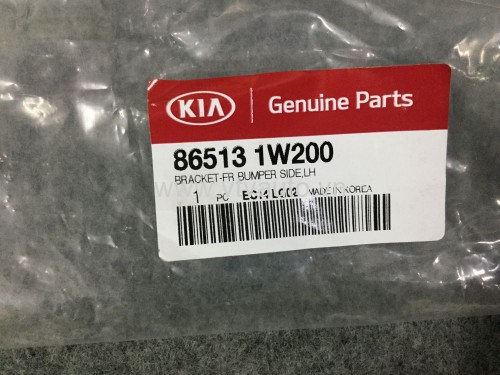 KIA Genuine Parts
86513 1W200
BRACKET-FR BUMPER SIDE,LH
1 PC MADE IN KOREA